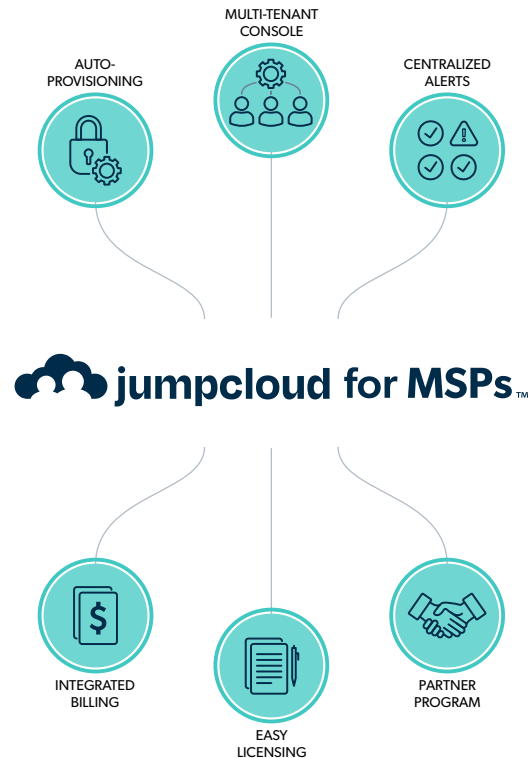 MULTI-TENANT
CONSOLE
AUTO-
PROVISIONING
CENTRALIZED
ALERTS
jumpcloud for MSPs™
$
INTEGRATED
BILLING
EASY
LICENSING
PARTNER
PROGRAM